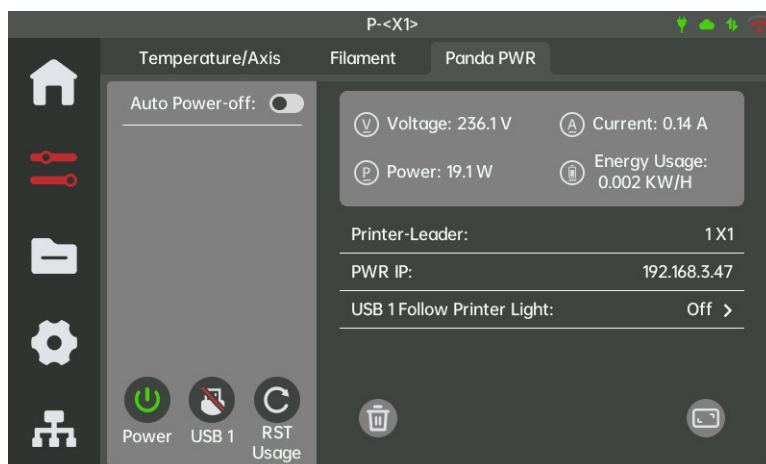 P-<X1>
Temperature/Axis Filament Panda PWR
Auto Power-off:
V Voltage: 236.1 V A Current: 0.14 A
P Power: 19.1 W Energy Usage:
0.002 KW/H
Printer-Leader: 1 X1
PWR IP: 192.168.3.47
USB 1 Follow Printer Light: Off >
Power USB 1 RST
Usage